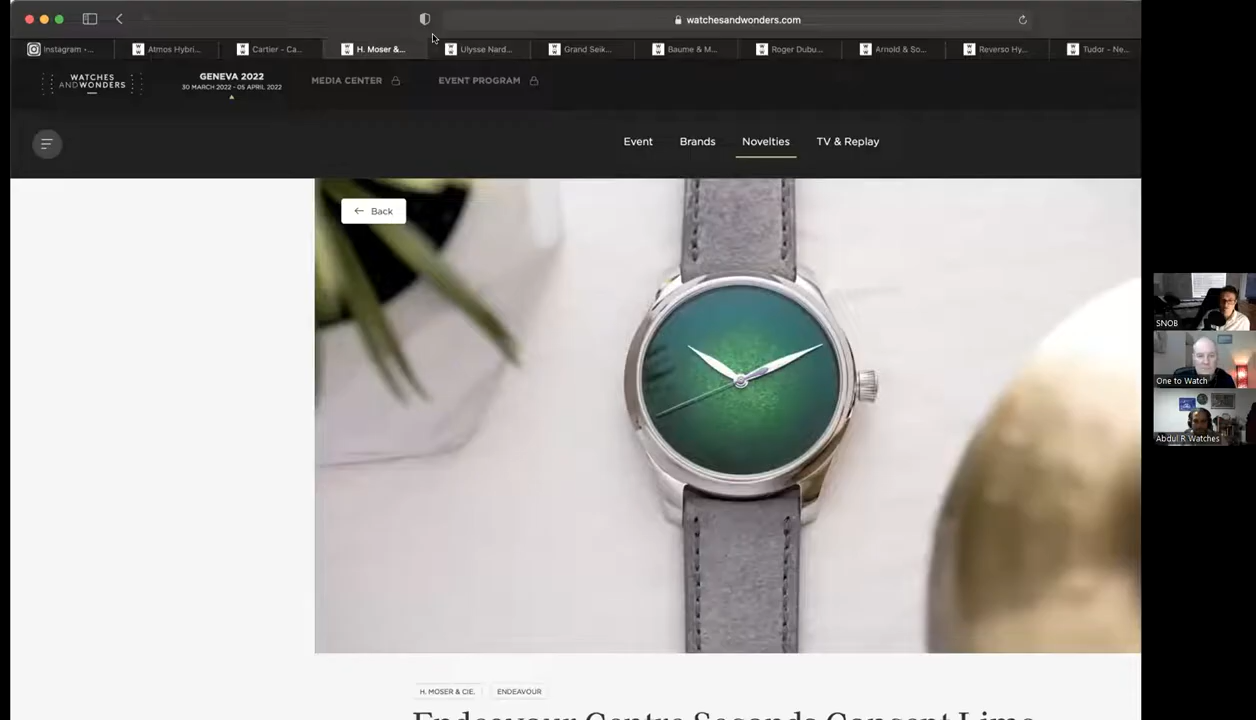 watchesandwonders.com
Instagram •...
Atmos Hybri...
Cartier - Ca...
H. Moser &...
Ulysse Nard...
Grand Seik...
Baume & M...
Roger Dubu...
Arnold & So...
Reverso Hy...
Tudor - Ne...
WATCHES
ANDWONDERS
GENEVA 2022
30 MARCH 2022 - 05 APRIL 2022
MEDIA CENTER
EVENT PROGRAM
Event
Brands
Novelties
TV & Replay
← Back
SNOB
One to Watch
Abdul R Watches
H. MOSER & CIE.
ENDEAVOUR
Endeavour Centre Seconds Concept Lime